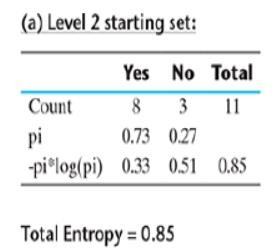 (a) Level 2 starting set:
Yes No Total
Count 8 3 11
pi 0.73 0.27
-pi*log(pi) 0.33 0.51 0.85
Total Entropy = 0.85